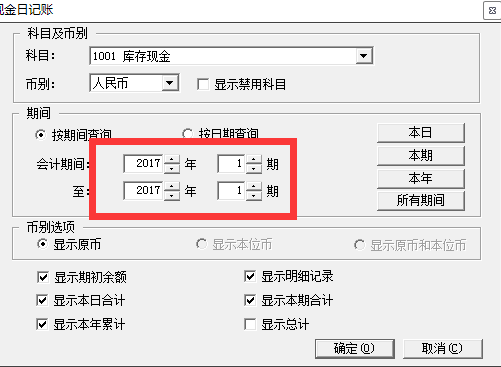 现金日记账
科目及币别
科目: 1001 库存现金
币别: 人民币 显示禁用科目
期间
按期间查询 按日期查询 本日
会计期间: 2017 年 1 期 本期
至: 2017 年 1 期 本年
所有期间
币别选项
显示原币 显示本位币 显示原币和本位币
显示期初余额 显示明细记录
显示本日合计 显示本期合计
显示本年累计 显示总计
确定(O) 取消(C)